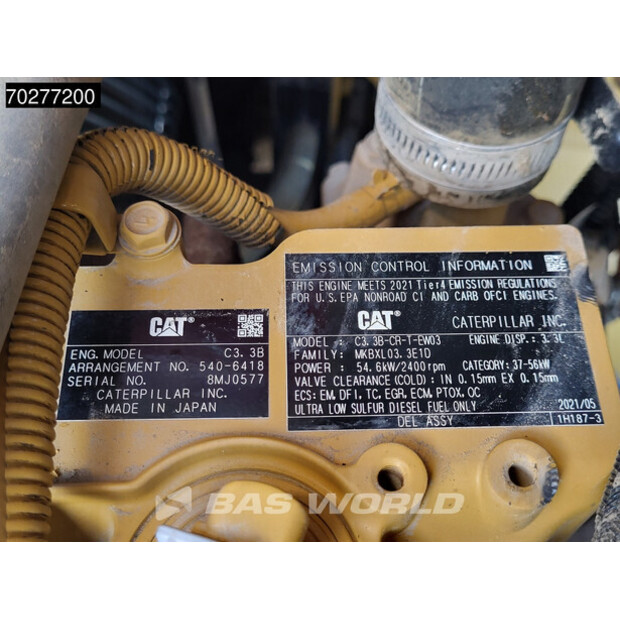 70277200
CAT
ENG. MODEL C3.3B
ARRANGEMENT NO. 540-6418
SERIAL NO. 8MJ0577
CATERPILLAR INC.
MADE IN JAPAN
EMISSION CONTROL INFORMATION
THIS ENGINE MEETS 2021 Tier4 EMISSION REGULATIONS
FOR U.S.EPA NONROAD CI AND CARB OFCI ENGINES.
CAT CATERPILLAR INC.
MODEL: C3.3B-CR-T-EW03 ENGINE DISP.: 3.3L
FAMILY: MKBXL03.3E1D
POWER : 54.6kW/2400rpm CATEGORY: 37-56kW
VALVE CLEARANCE(COLD): IN 0.15mm EX 0.15mm
ECS: EM, DFI, TC, EGR, ECM, PTOX, OC
ULTRA LOW SULFUR DIESEL FUEL ONLY 2021/05
DEL ASSY 1H187-3
BAS WORLD